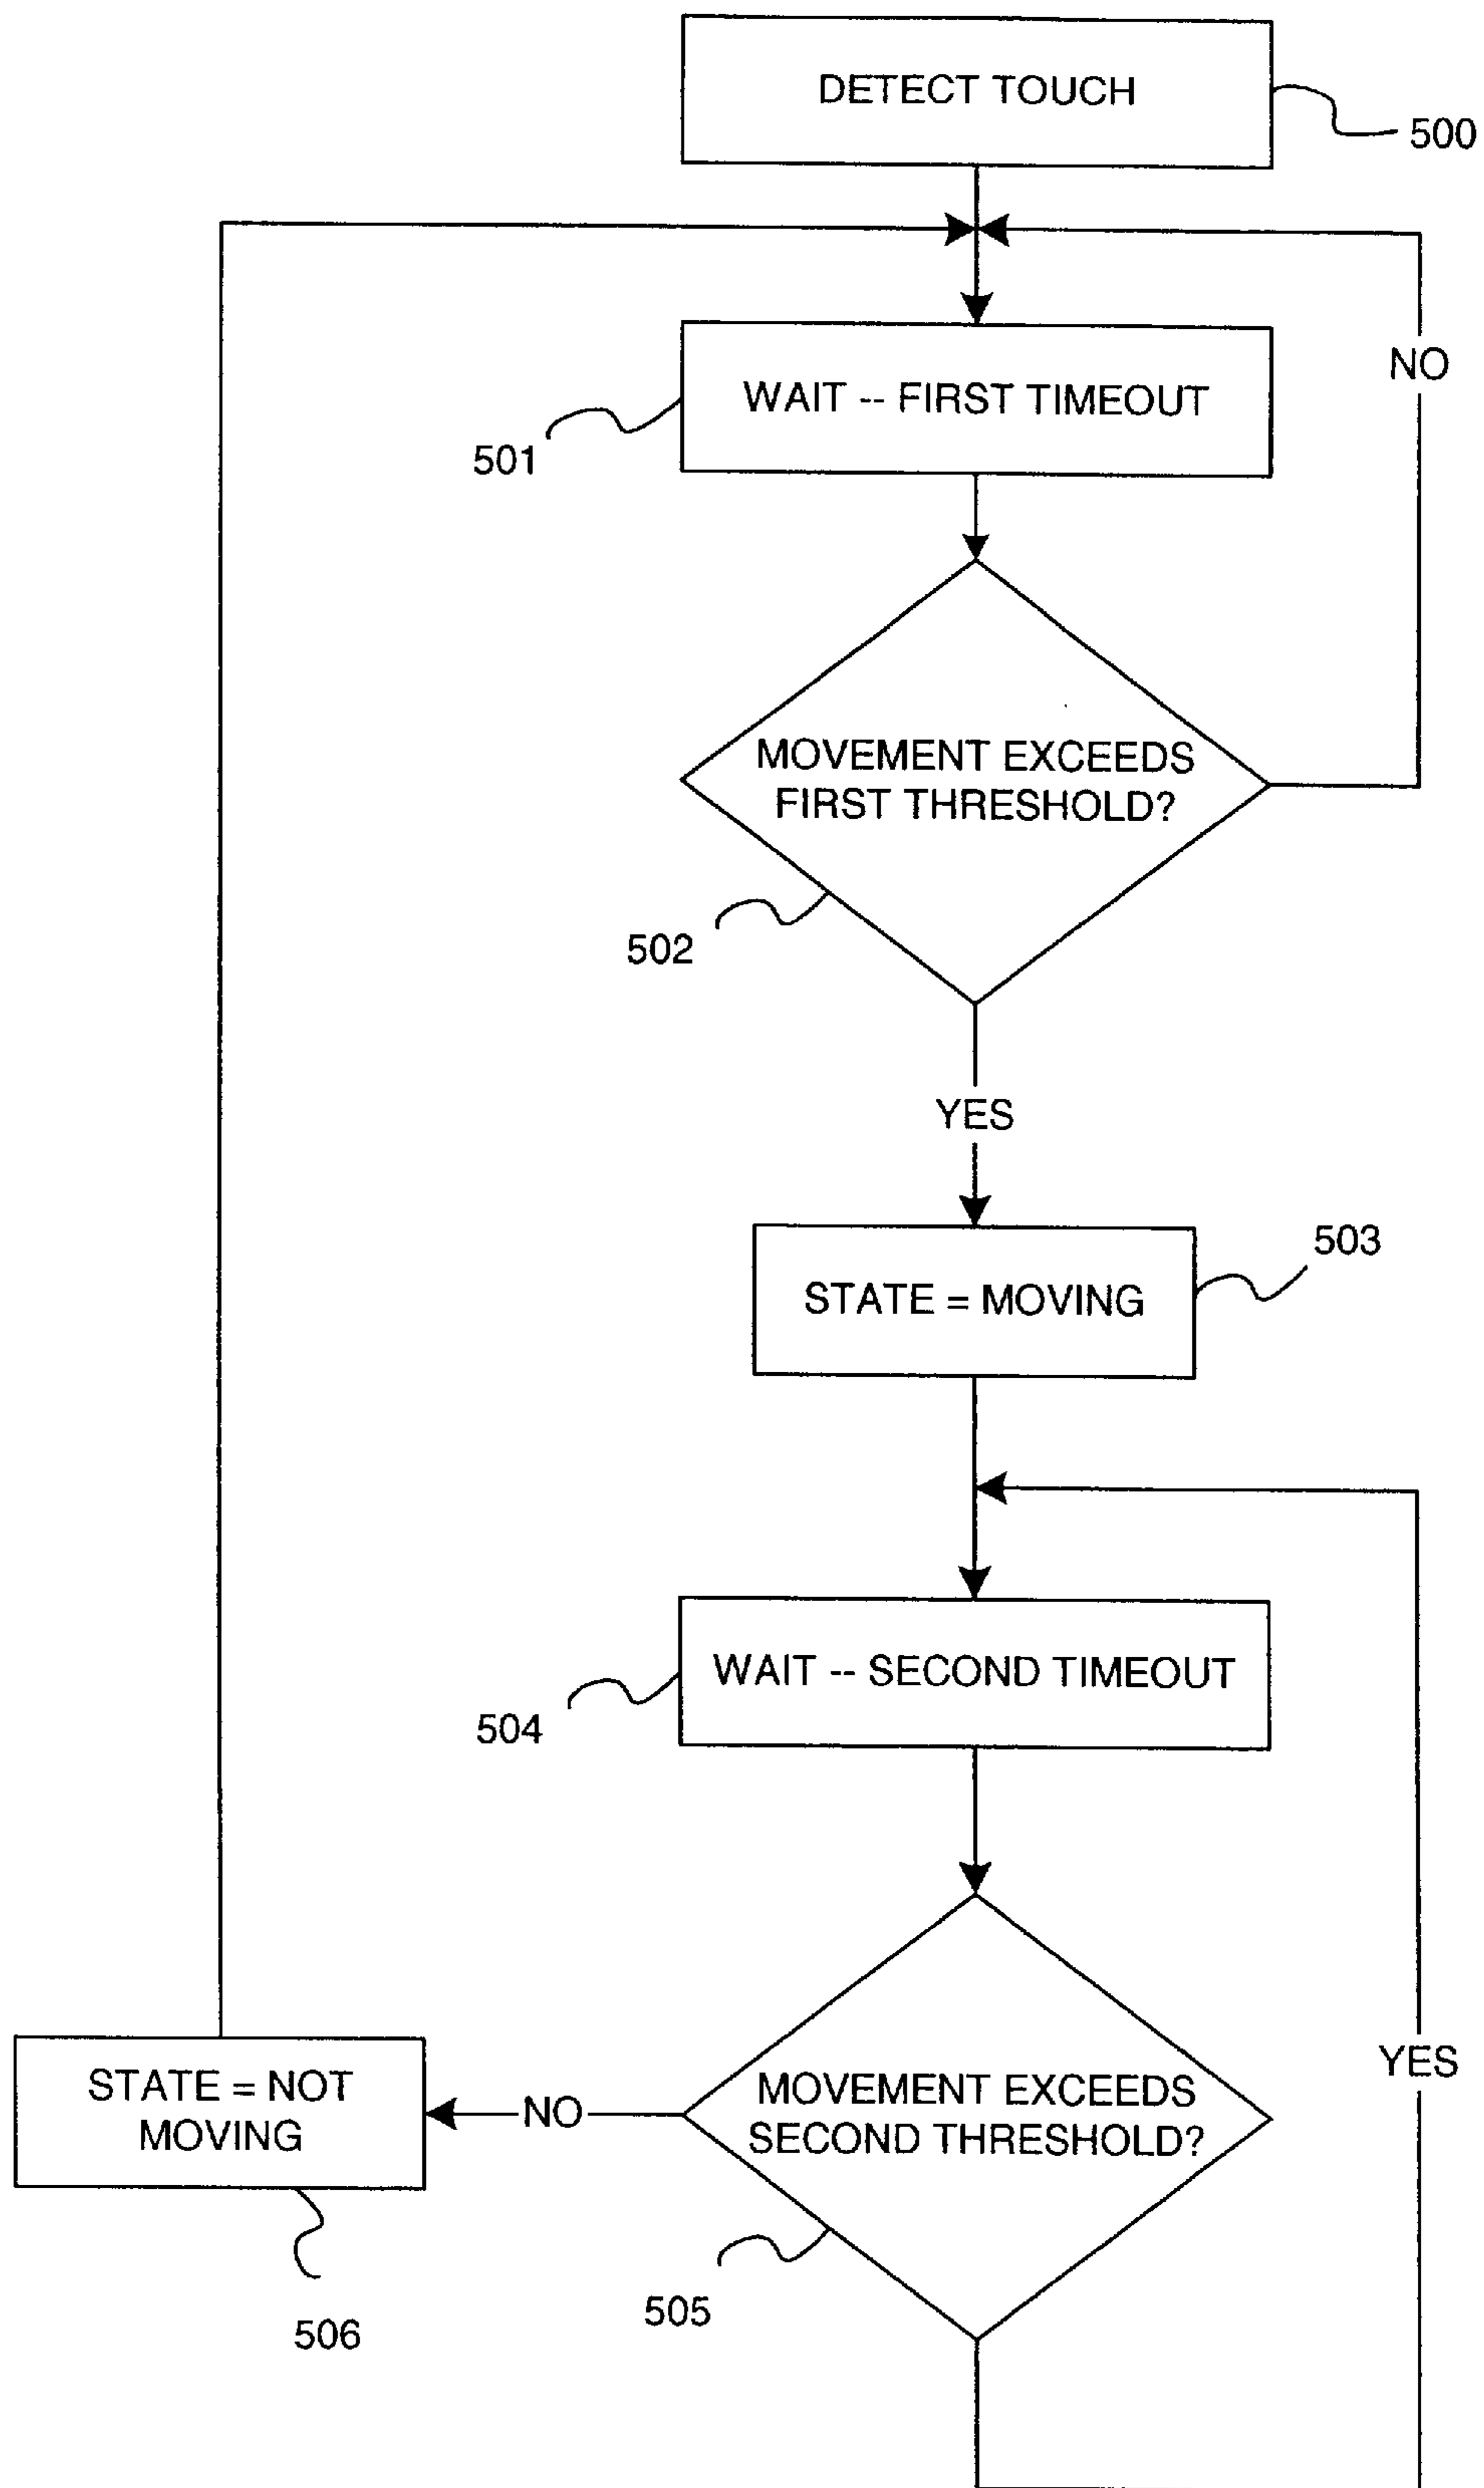 DETECT TOUCH
500
NO
WAIT -- FIRST TIMEOUT
501
MOVEMENT EXCEEDS
FIRST THRESHOLD?
502
YES
503
STATE = MOVING
WAIT -- SECOND TIMEOUT
504
YES
STATE = NOT
MOVING
NO
MOVEMENT EXCEEDS
SECOND THRESHOLD?
505
506